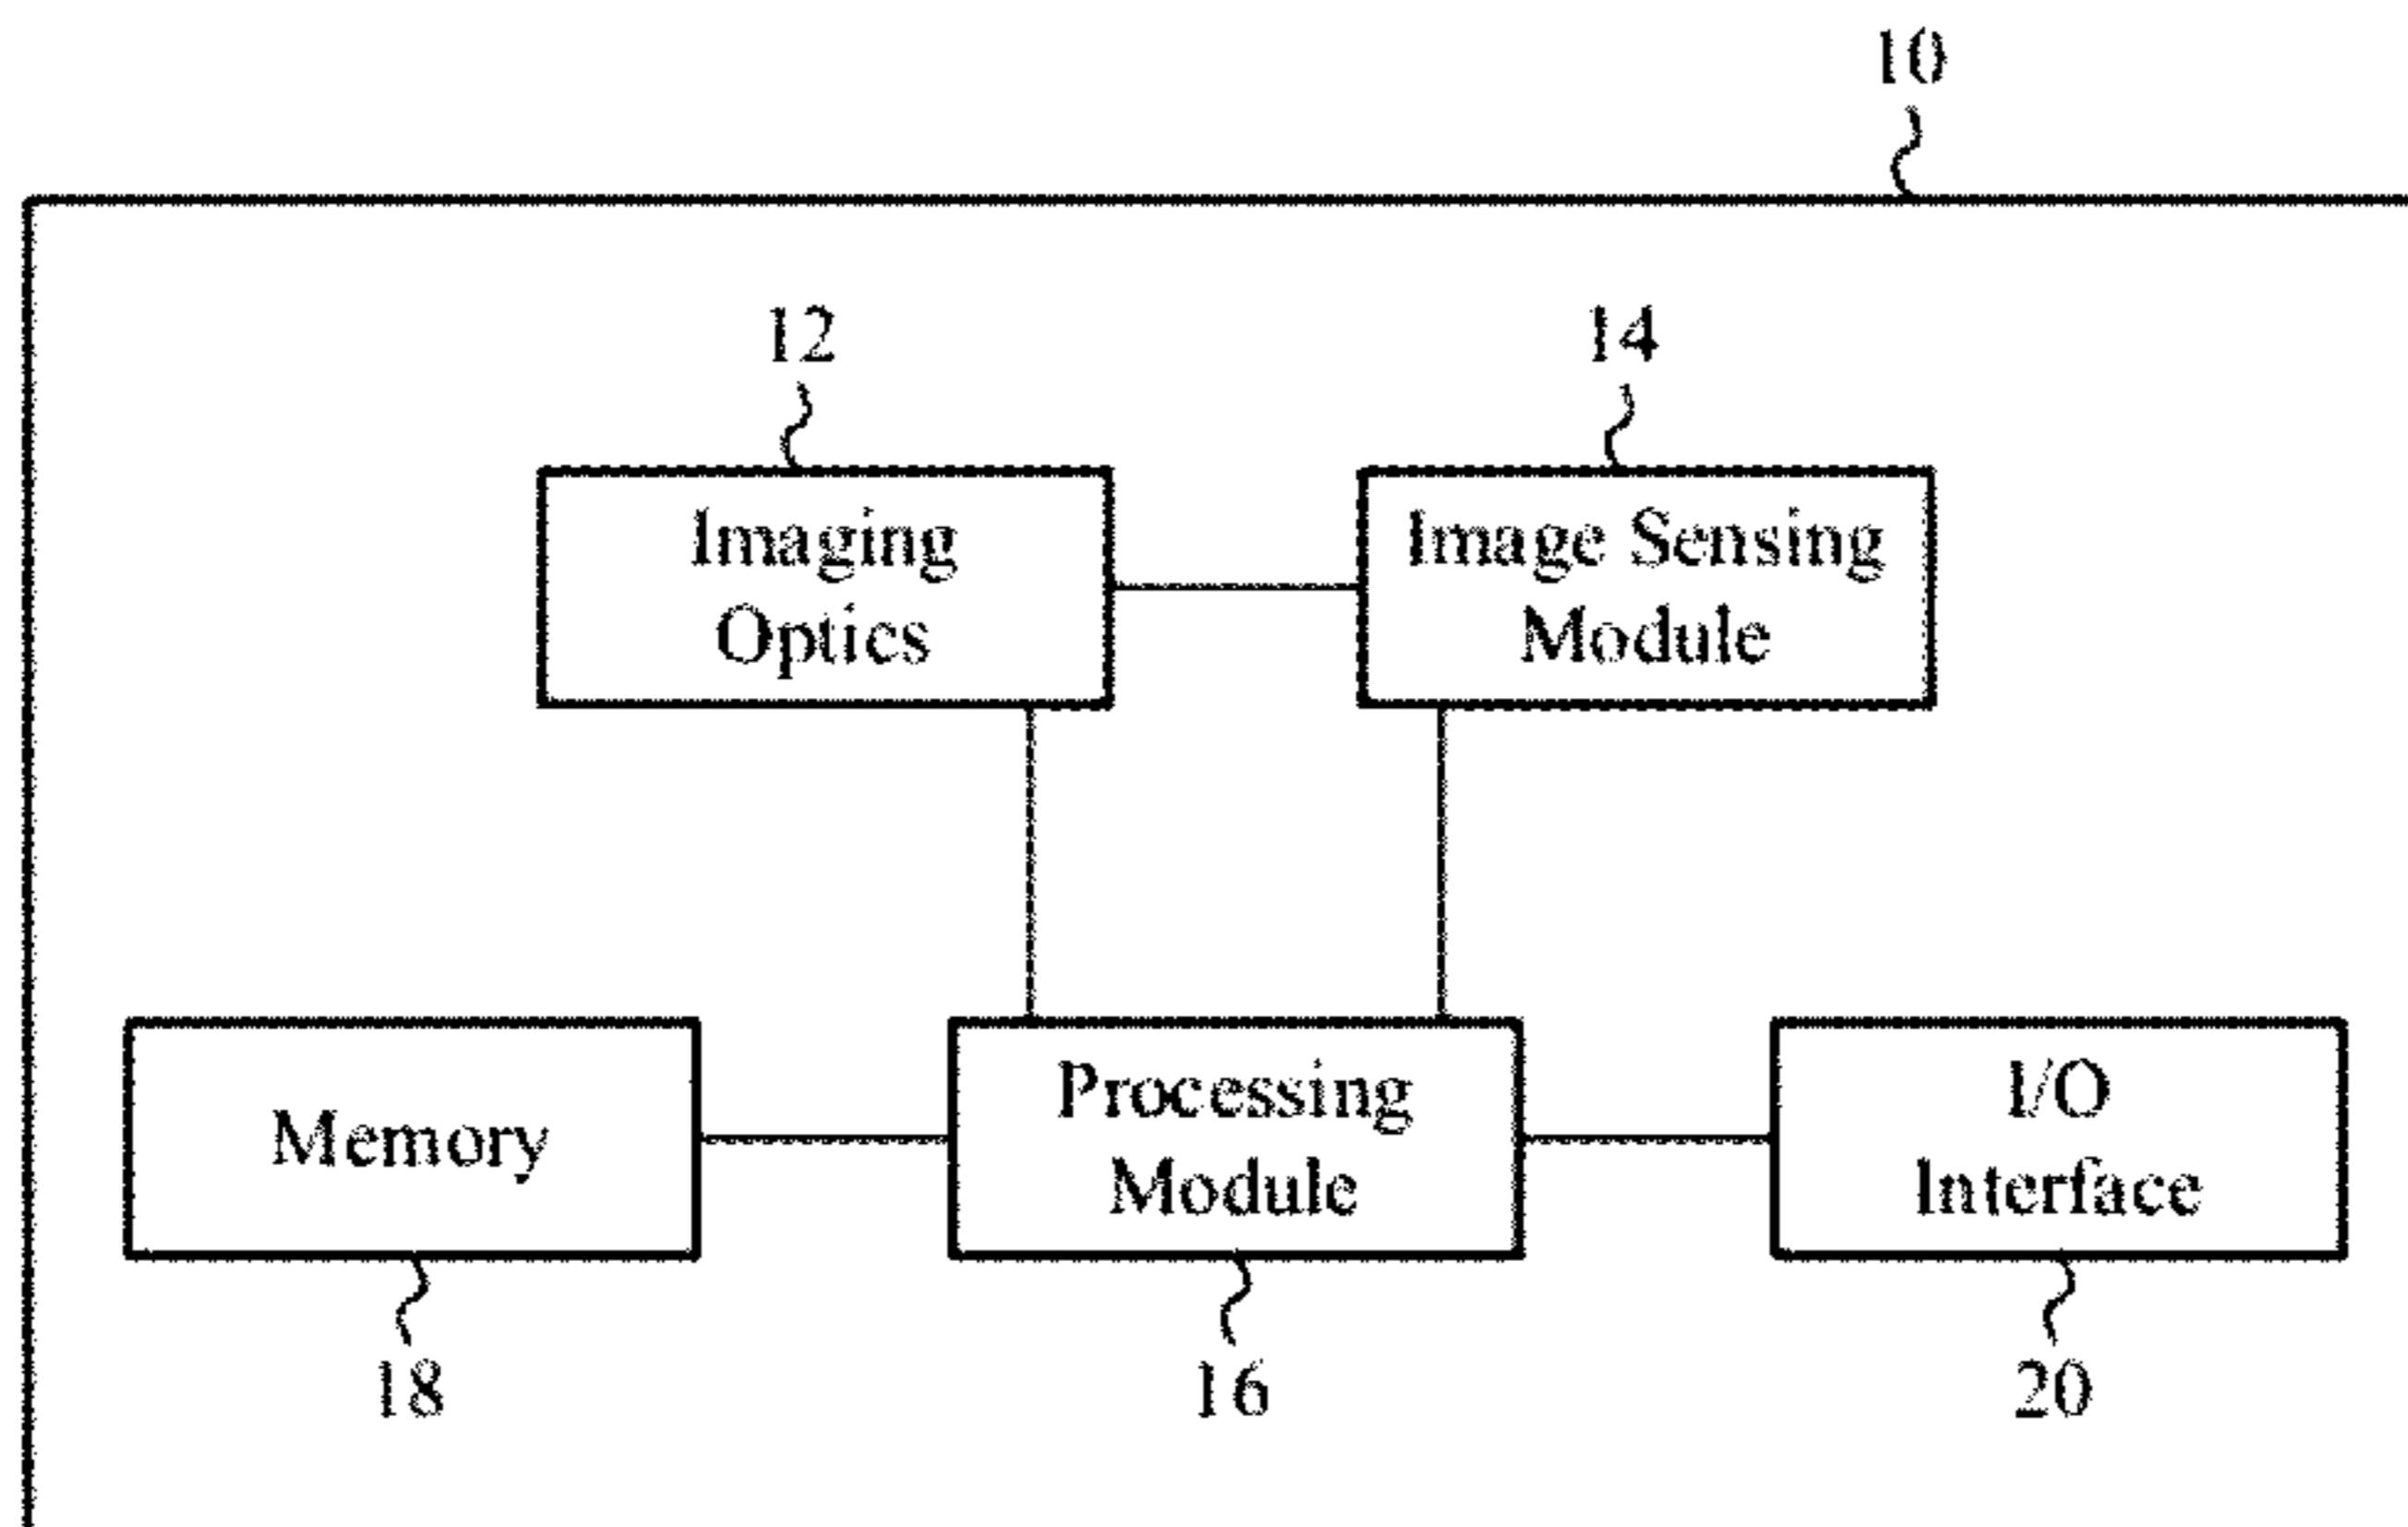 10
12
14
Imaging
Optics
Image Sensing
Module
Memory
Processing
Module
I/O
Interface
18
16
20